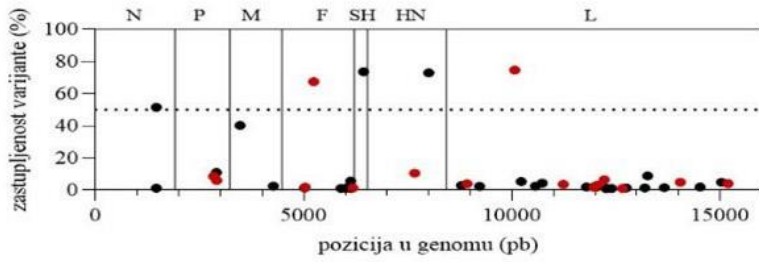 N P M F SH HN L
zastupljenost varijante (%)
100
80
60
40
20
0
0 5000 10000 15000
pozicija u genomu (pb)